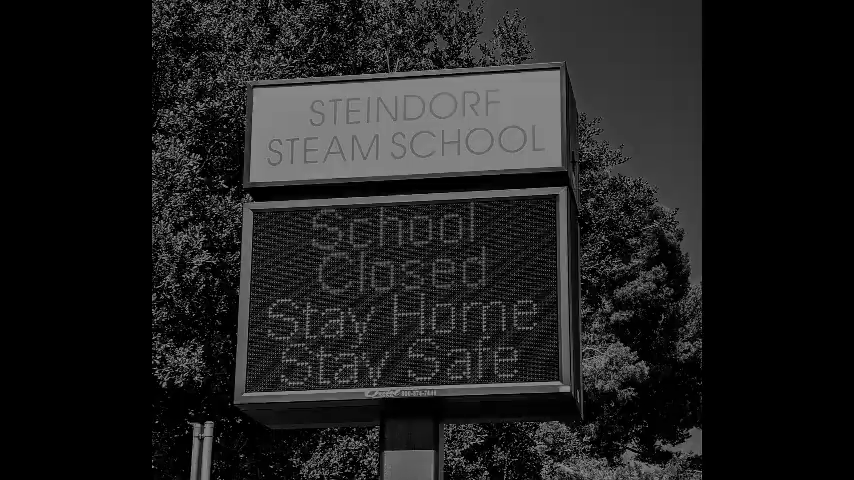 STEINDORF
STEAM SCHOOL
School
Closed
Stay Home
Stay Safe